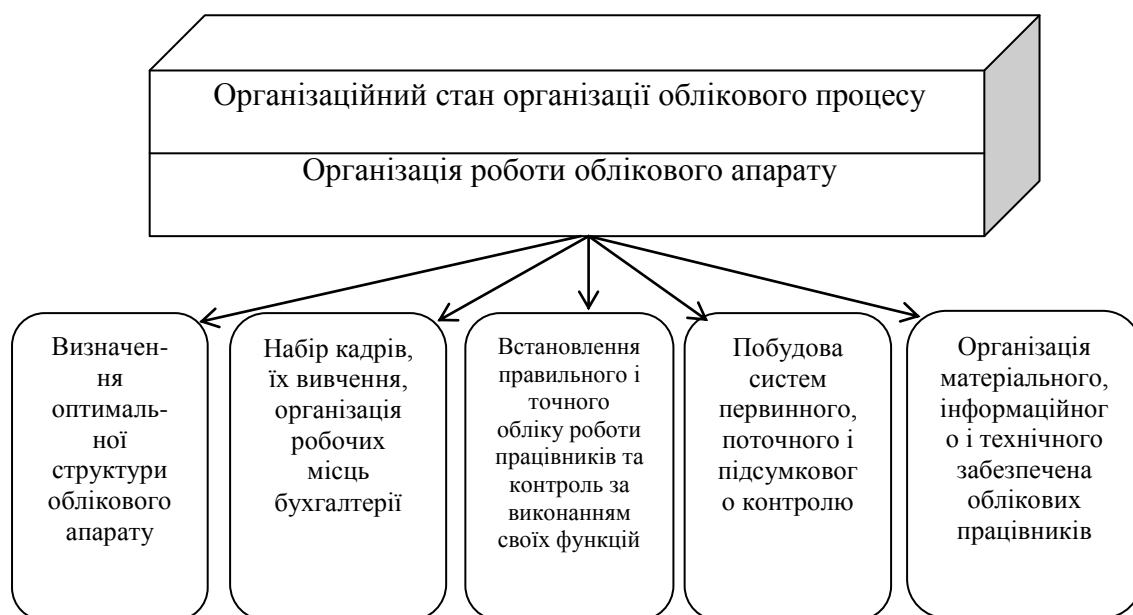 Організаційний стан організації облікового процесу
Організація роботи облікового апарату
Визначен-
ня
оптималь-
ної
структури
облікового
апарату
Набір кадрів,
їх вивчення,
організація
робочих
місць
бухгалтерії
Встановлення
правильного і
точного
обліку роботи
працівників та
контроль за
виконанням
своїх функцій
Побудова
систем
первинного,
поточного і
підсумковог
о контролю
Організація
матеріального,
інформаційног
о і технічного
забезпечена
облікових
працівників